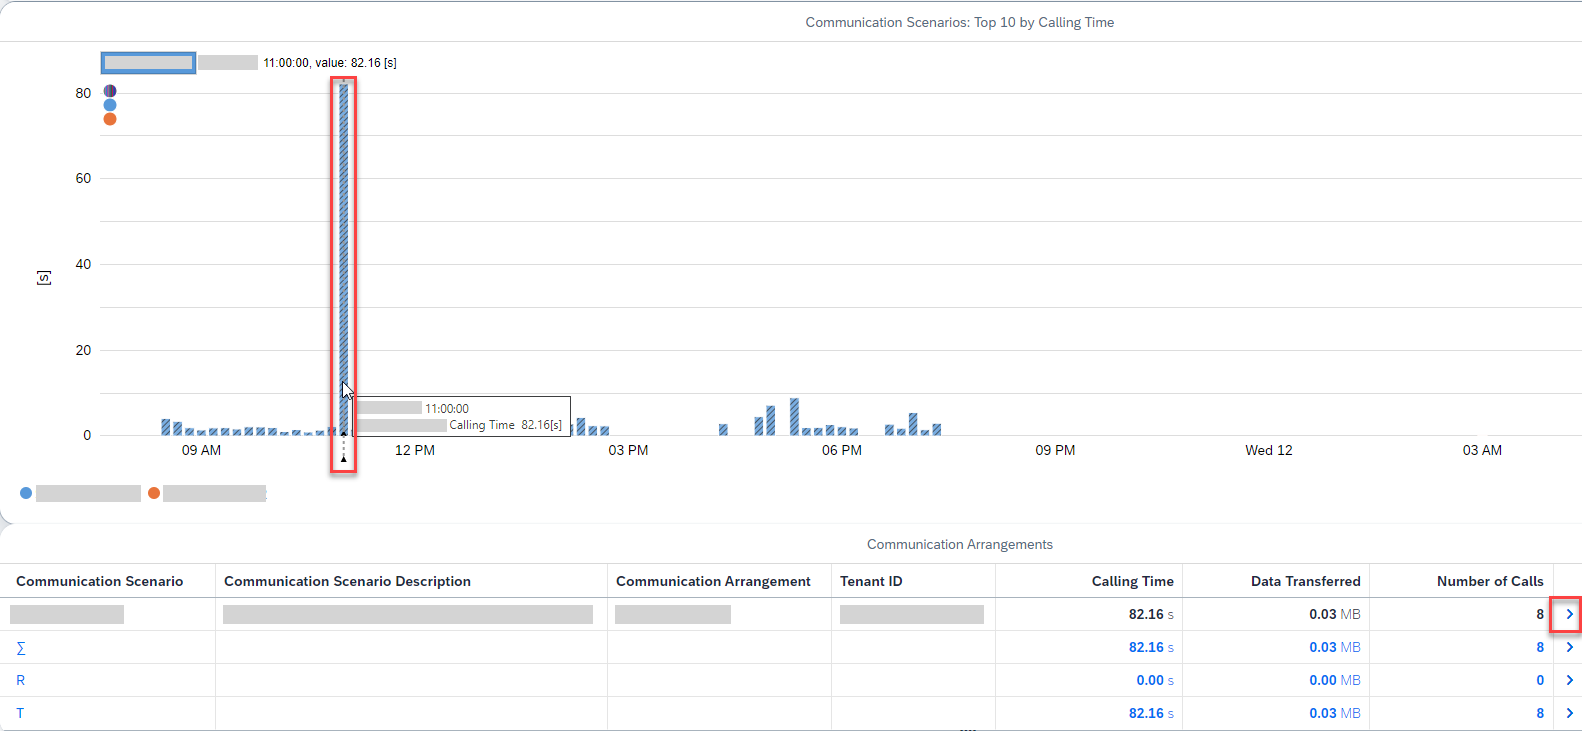 Communication Scenarios: Top 10 by Calling Time
11:00:00, value: 82.16 [s]
80
60
[s]
40
20
0
11:00:00
Calling Time 82.16[s]
09 AM 12 PM 03 PM 06 PM 09 PM Wed 12 03 AM
Communication Arrangements
Communication Scenario Communication Scenario Description Communication Arrangement Tenant ID Calling Time Data Transferred Number of Calls
82.16 s 0.03 MB 8
∑ 82.16 s 0.03 MB 8
R 0.00 s 0.00 MB 0
T 82.16 s 0.03 MB 8